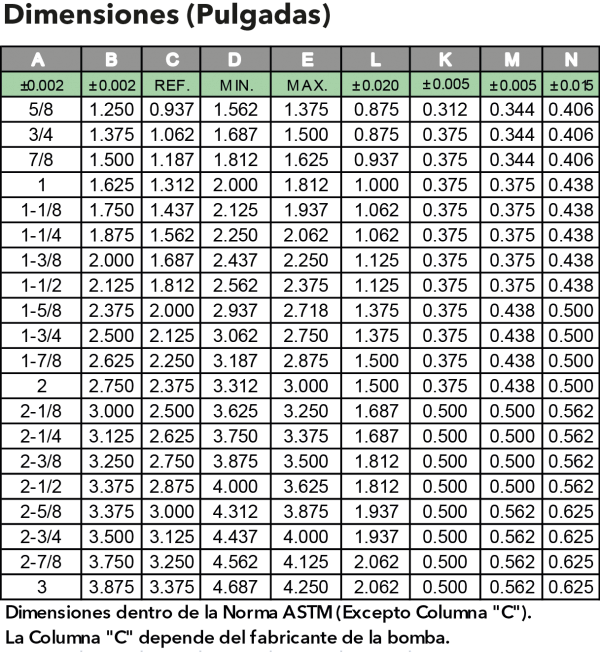 Dimensiones (Pulgadas)
A B C D E L K M N
±0.002 ±0.002 REF. MIN. MAX. ±0.020 ±0.005 ±0.005 ±0.015
5/8 1.250 0.937 1.562 1.375 0.875 0.312 0.344 0.406
3/4 1.375 1.062 1.687 1.500 0.875 0.375 0.344 0.406
7/8 1.500 1.187 1.812 1.625 0.937 0.375 0.344 0.406
1 1.625 1.312 2.000 1.812 1.000 0.375 0.375 0.438
1-1/8 1.750 1.437 2.125 1.937 1.062 0.375 0.375 0.438
1-1/4 1.875 1.562 2.250 2.062 1.062 0.375 0.375 0.438
1-3/8 2.000 1.687 2.437 2.250 1.125 0.375 0.375 0.438
1-1/2 2.125 1.812 2.562 2.375 1.125 0.375 0.375 0.438
1-5/8 2.375 2.000 2.937 2.718 1.375 0.375 0.438 0.500
1-3/4 2.500 2.125 3.062 2.750 1.375 0.375 0.438 0.500
1-7/8 2.625 2.250 3.187 2.875 1.500 0.375 0.438 0.500
2 2.750 2.375 3.312 3.000 1.500 0.375 0.438 0.500
2-1/8 3.000 2.500 3.625 3.250 1.687 0.500 0.500 0.562
2-1/4 3.125 2.625 3.750 3.375 1.687 0.500 0.500 0.562
2-3/8 3.250 2.750 3.875 3.500 1.812 0.500 0.500 0.562
2-1/2 3.375 2.875 4.000 3.625 1.812 0.500 0.500 0.562
2-5/8 3.375 3.000 4.312 3.875 1.937 0.500 0.562 0.625
2-3/4 3.500 3.125 4.437 4.000 1.937 0.500 0.562 0.625
2-7/8 3.750 3.250 4.562 4.125 2.062 0.500 0.562 0.625
3 3.875 3.375 4.687 4.250 2.062 0.500 0.562 0.625
Dimensiones dentro de la Norma ASTM (Excepto Columna "C").
La Columna "C" depende del fabricante de la bomba.